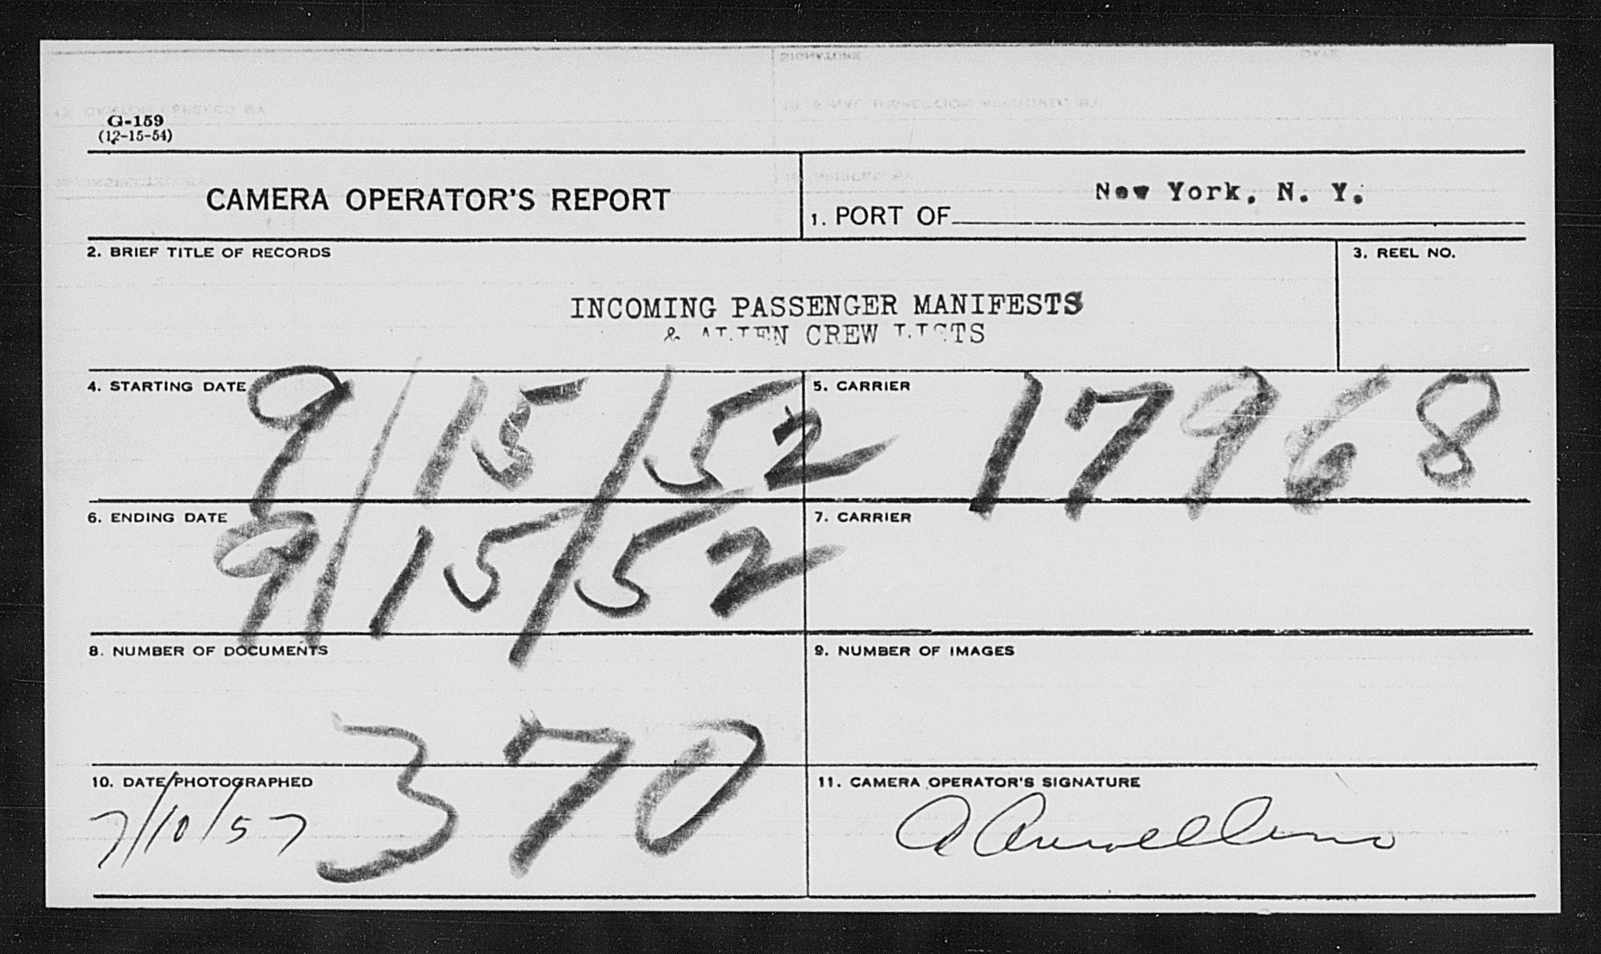 G-159
(12-15-54)
CAMERA OPERATOR'S REPORT
1. PORT OF New York, N. Y.
2. BRIEF TITLE OF RECORDS
3. REEL NO.
INCOMING PASSENGER MANIFESTS
& ALIEN CREW LISTS
4. STARTING DATE 9/15/52
5. CARRIER 17968
6. ENDING DATE 9/15/52
7. CARRIER
8. NUMBER OF DOCUMENTS
9. NUMBER OF IMAGES
370
10. DATE PHOTOGRAPHED
7/10/57
11. CAMERA OPERATOR'S SIGNATURE